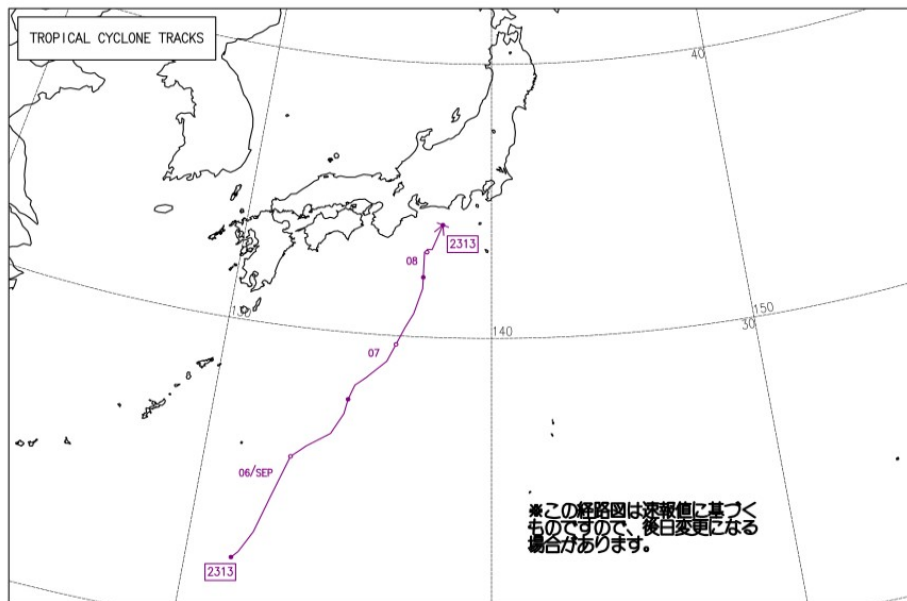 TROPICAL CYCLONE TRACKS
40
2313
08
130
150
30
140
07
06/SEP
※この経路図は速報値に基づく
ものですので、後日変更になる
場合があります。
2313